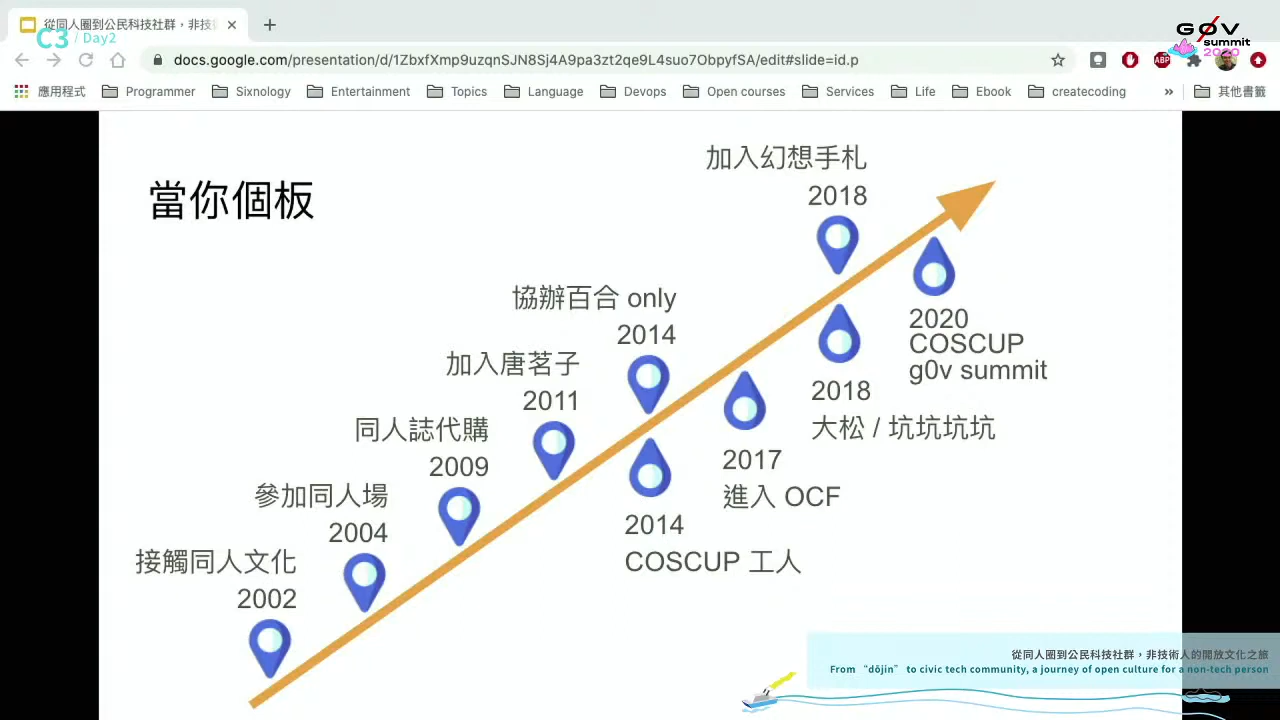 從同人圈到公民科技社群，非技
C3 / Day2
GØV summit 2020
docs.google.com/presentation/d/1ZbxfXmp9uzqnSJN8Sj4A9pa3zt2qe9L4suo7ObpyfSA/edit#slide=id.p
ABP
應用程式 Programmer Sixnology Entertainment Topics Language Devops Open courses Services Life Ebook createcoding » 其他書籤
當你個板
加入幻想手札
2018
協辦百合 only
2014
加入唐茗子
2011
同人誌代購
2009
參加同人場
2004
接觸同人文化
2002
2020
COSCUP
g0v summit
2018
大松 / 坑坑坑坑
2017
進入 OCF
2014
COSCUP 工人
從同人圈到公民科技社群，非技術人的開放文化之旅
From “dōjin” to civic tech community, a journey of open culture for a non-tech person